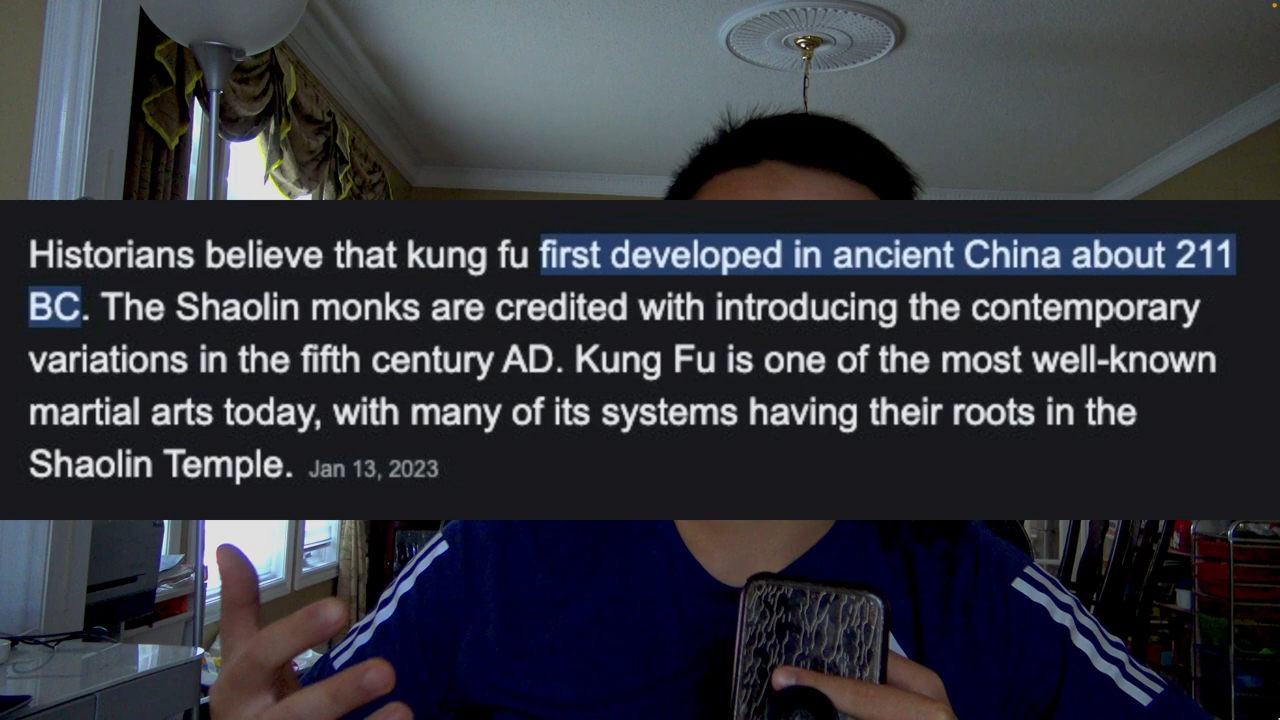 Historians believe that kung fu first developed in ancient China about 211
BC. The Shaolin monks are credited with introducing the contemporary
variations in the fifth century AD. Kung Fu is one of the most well-known
martial arts today, with many of its systems having their roots in the
Shaolin Temple. Jan 13, 2023